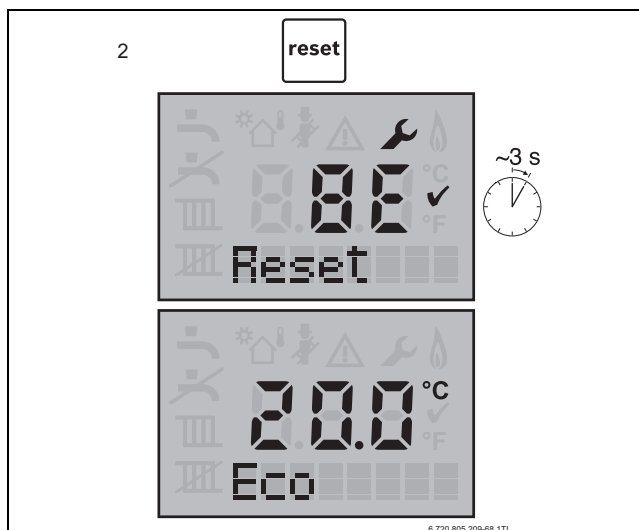 2
reset
~3 s
8E
°C
✓
°F
Reset
20.0 °C
°F
Eco
6 720 805 209-68.1TL